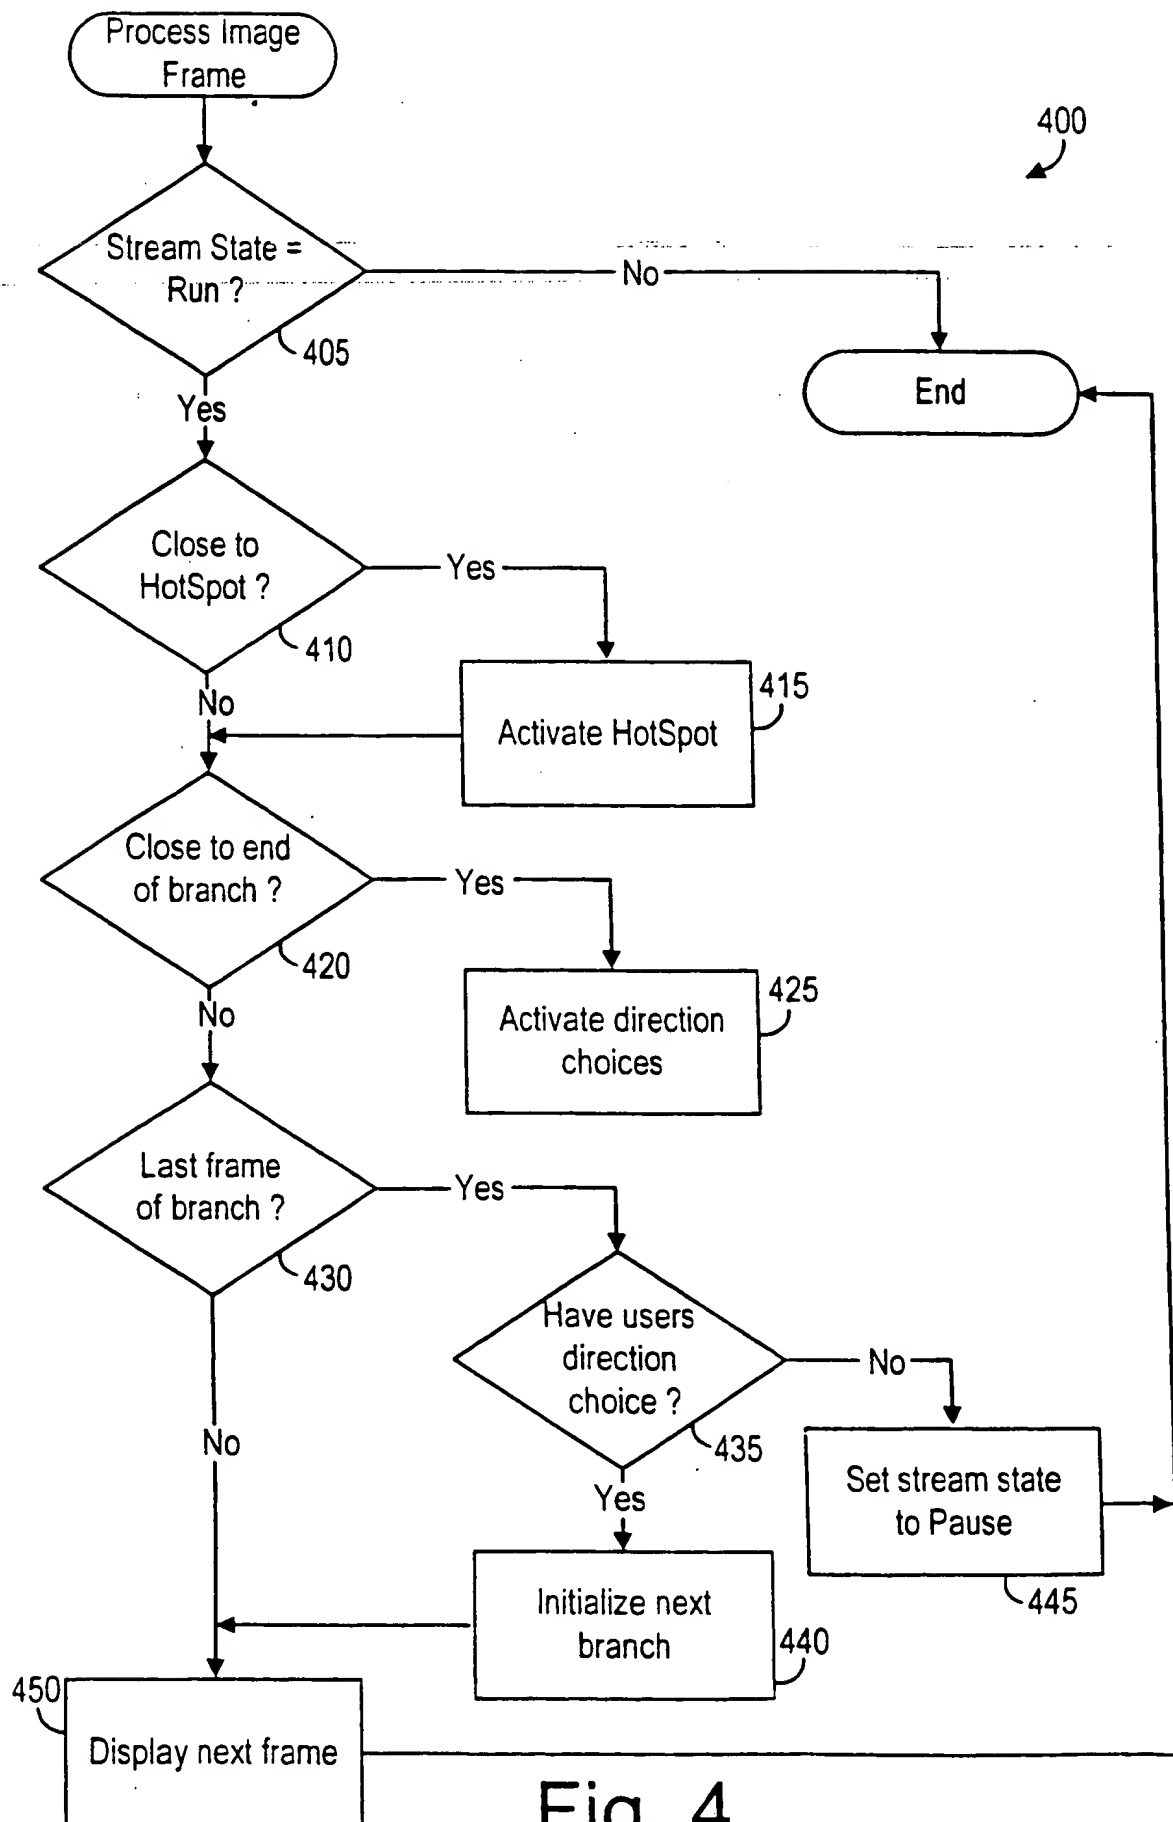 Process Image
Frame
400
Stream State =
Run ?
No
405
End
Yes
Close to
HotSpot ?
Yes
410
415
No
Activate HotSpot
Close to end
of branch ?
Yes
420
425
No
Activate direction
choices
Last frame
of branch ?
Yes
430
Have users
direction
choice ?
No
435
No
Set stream state
to Pause
Yes
445
Initialize next
branch
440
450
Display next frame
Fig. 4